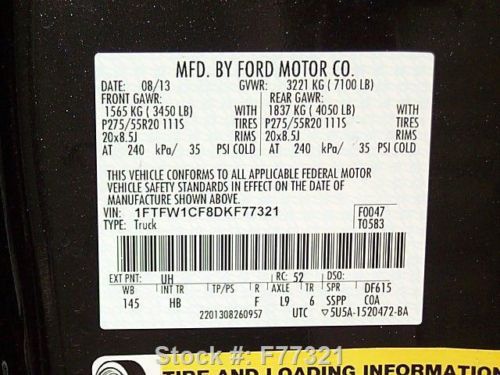 MFD. BY FORD MOTOR CO.
DATE: 08/13 GVWR: 3221 KG ( 7100 LB)
FRONT GAWR: REAR GAWR:
1565 KG ( 3450 LB) WITH 1837 KG ( 4050 LB) WITH
P275/55R20 111S TIRES P275/55R20 111S TIRES
20x8.5J RIMS 20x8.5J RIMS
AT 240 kPa/ 35 PSI COLD AT 240 kPa/ 35 PSI COLD
THIS VEHICLE CONFORMS TO ALL APPLICABLE FEDERAL MOTOR
VEHICLE SAFETY STANDARDS IN EFFECT ON THE DATE OF
MANUFACTURE SHOWN ABOVE.
VIN: 1FTFW1CF8DKF77321 F0047
TYPE: Truck T0583
EXT PNT: UH RC: 52 DSO:
WB INT TR TP/PS R AXLE TR SPR DF615
145 HB F L9 6 SSPP COA
2201308260957 UTC ▽5U5A-1520472-BA
Stock #: F77321
TIRE AND LOADING INFORMATION